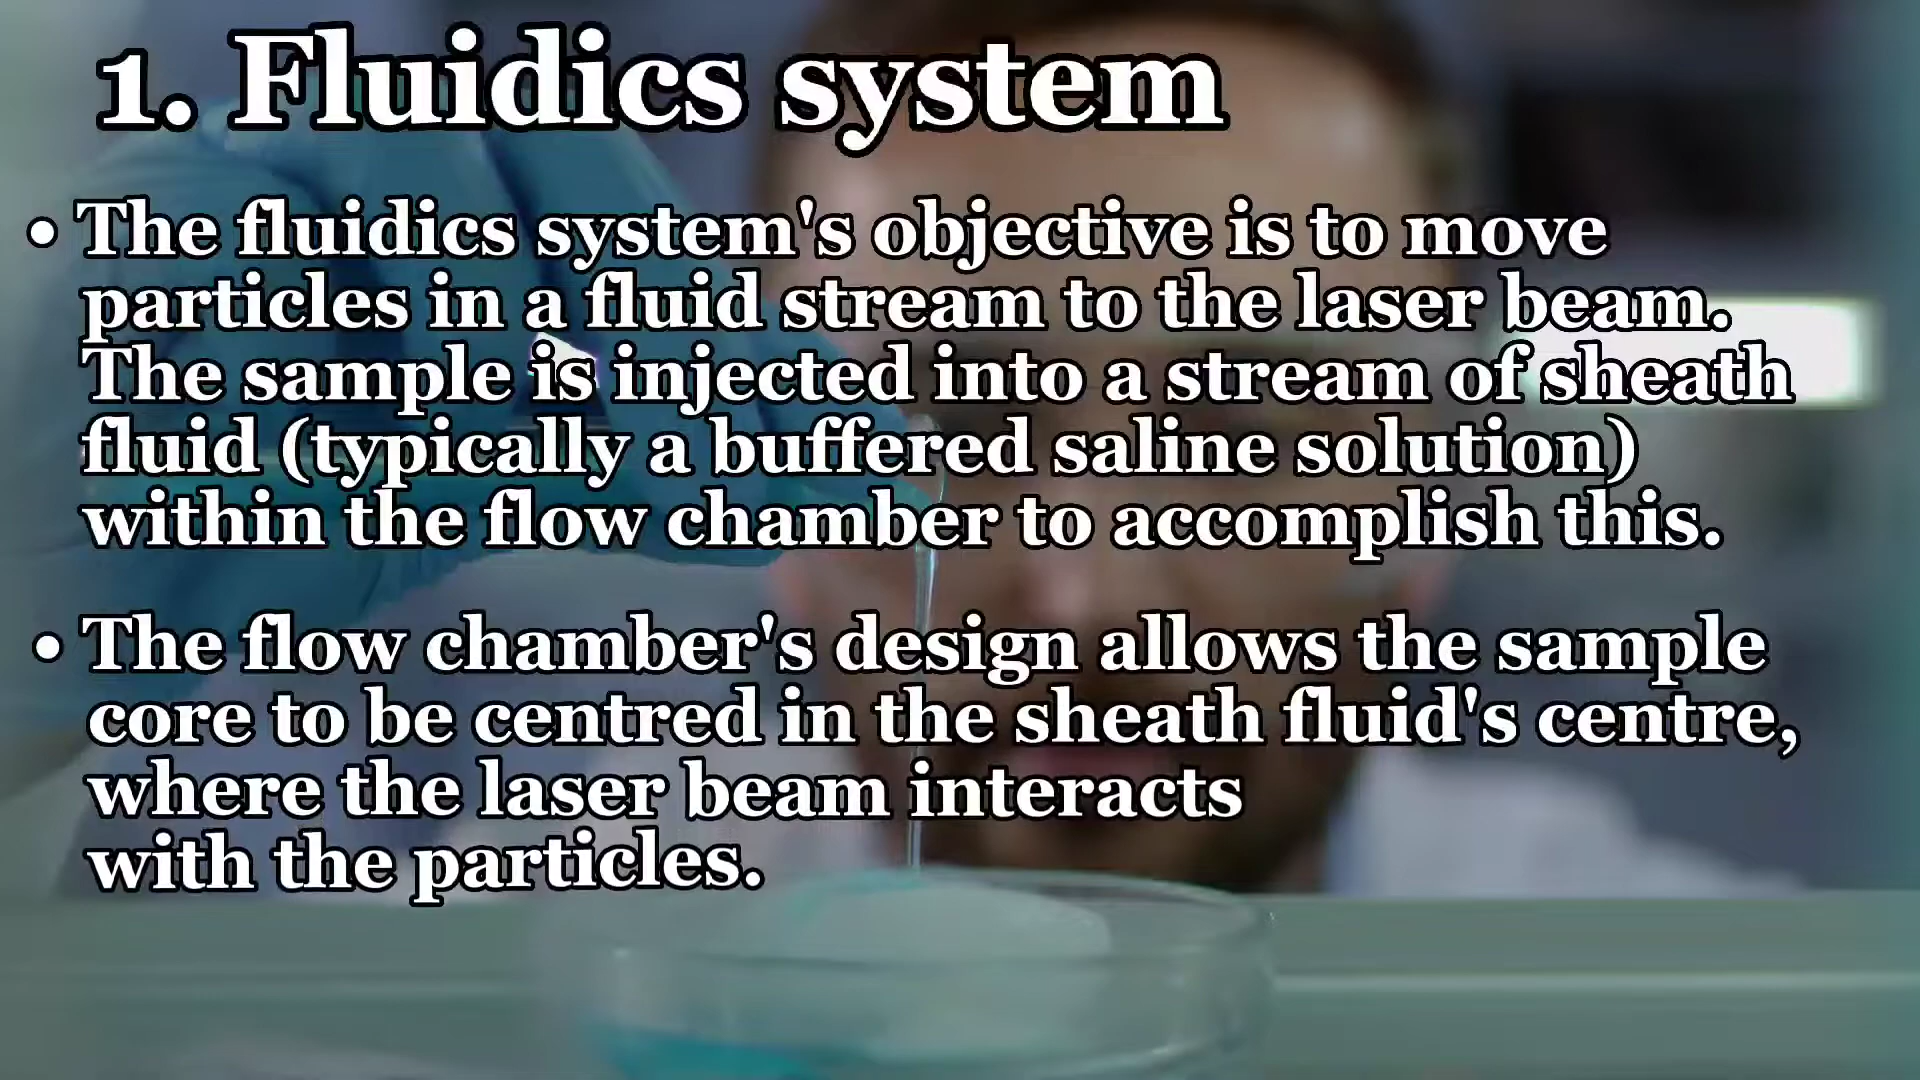 1. Fluidics system
• The fluidics system's objective is to move
particles in a fluid stream to the laser beam.
The sample is injected into a stream of sheath
fluid (typically a buffered saline solution)
within the flow chamber to accomplish this.
• The flow chamber's design allows the sample
core to be centred in the sheath fluid's centre,
where the laser beam interacts
with the particles.